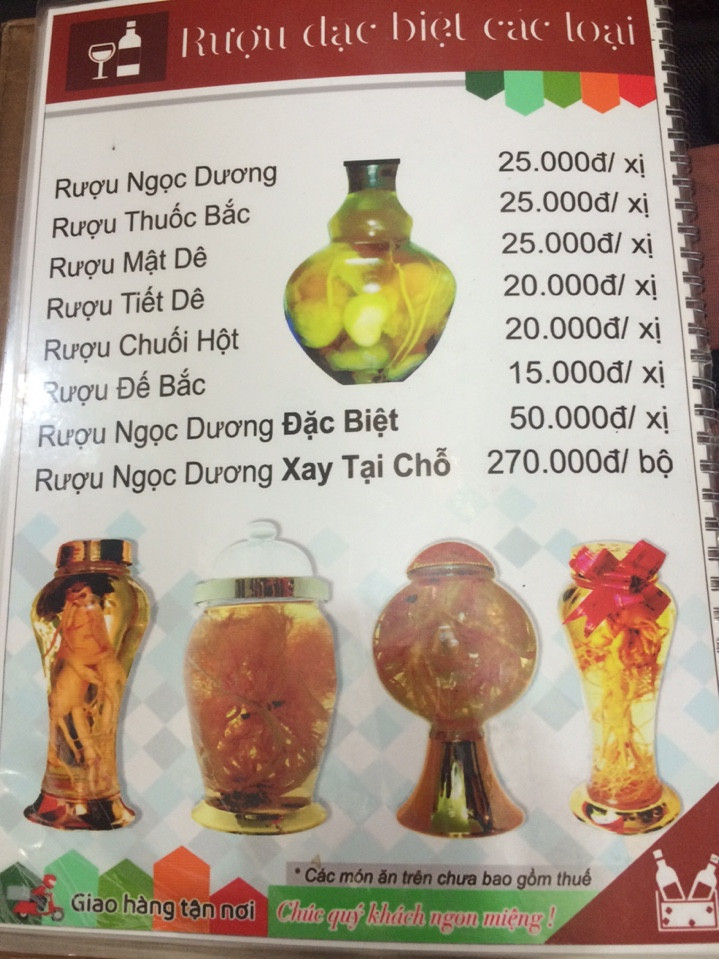 Rượu đặc biệt các loại
Rượu Ngọc Dương 25.000đ/ xị
Rượu Thuốc Bắc 25.000đ/ xị
Rượu Mật Dê 25.000đ/ xị
Rượu Tiết Dê 20.000đ/ xị
Rượu Chuối Hột 20.000đ/ xị
Rượu Đế Bắc 15.000đ/ xị
Rượu Ngọc Dương Đặc Biệt 50.000đ/ xị
Rượu Ngọc Dương Xay Tại Chỗ 270.000đ/ bộ
* Các món ăn trên chưa bao gồm thuế
Giao hàng tận nơi
Chúc quý khách ngon miệng !